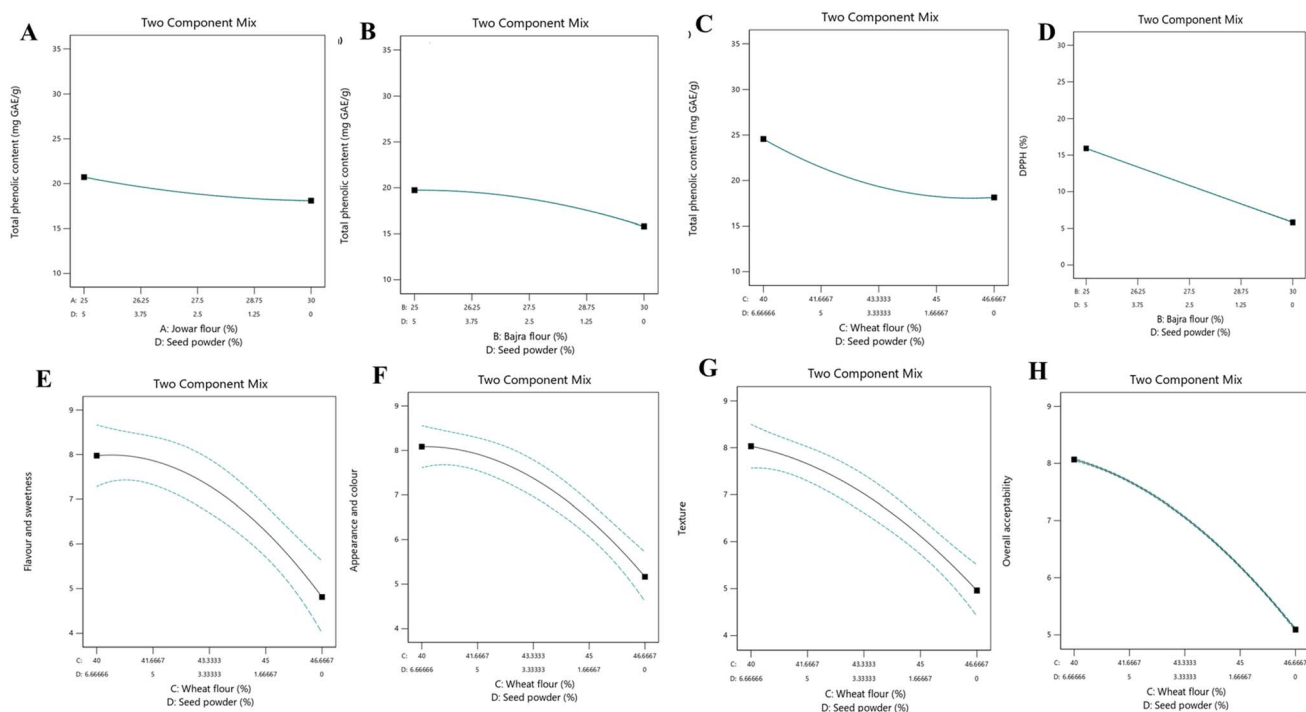 A
Two Component Mix
Total phenolic content (mg GAE/g)
35
30
25
20
15
10
A: 25 26.25 27.5 28.75 30
D: 5 3.75 2.5 1.25 0
A: Jowar flour (%)
D: Seed powder (%)
B
Two Component Mix
Total phenolic content (mg GAE/g)
35
30
25
20
15
10
B: 25 26.25 27.5 28.75 30
D: 5 3.75 2.5 1.25 0
B: Bajra flour (%)
D: Seed powder (%)
C
Two Component Mix
Total phenolic content (mg GAE/g)
35
30
25
20
15
10
C: 40 41.6667 43.3333 45 46.6667
D: 6.66666 5 3.33333 1.66667 0
C: Wheat flour (%)
D: Seed powder (%)
D
Two Component Mix
DPPH (%)
30
25
20
15
10
5
0
B: 25 26.25 27.5 28.75 30
D: 5 3.75 2.5 1.25 0
B: Bajra flour (%)
D: Seed powder (%)
E
Two Component Mix
Flavour and sweetness
9
8
7
6
5
4
C: 40 41.6667 43.3333 45 46.6667
D: 6.66666 5 3.33333 1.66667 0
C: Wheat flour (%)
D: Seed powder (%)
F
Two Component Mix
Appearance and colour
9
8
7
6
5
4
C: 40 41.6667 43.3333 45 46.6667
D: 6.66666 5 3.33333 1.66667 0
C: Wheat flour (%)
D: Seed powder (%)
G
Two Component Mix
Texture
9
8
7
6
5
4
C: 40 41.6667 43.3333 45 46.6667
D: 6.66666 5 3.33333 1.66667 0
C: Wheat flour (%)
D: Seed powder (%)
H
Two Component Mix
Overall acceptability
9
8
7
6
5
C: 40 41.6667 43.3333 45 46.6667
D: 6.66666 5 3.33333 1.66667 0
C: Wheat flour (%)
D: Seed powder (%)